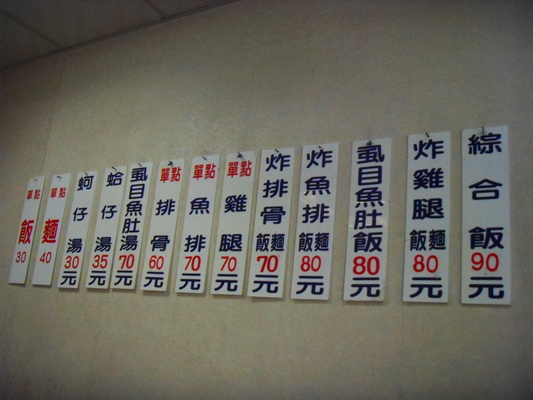 綜合飯90元
炸雞腿飯麵80元
虱目魚肚飯80元
炸魚排飯麵80元
炸排骨飯麵70元
單點雞腿70元
單點魚排70元
單點排骨60元
虱目魚肚湯70元
蛤仔湯35元
蚵仔湯30元
單點麵40
單點飯30